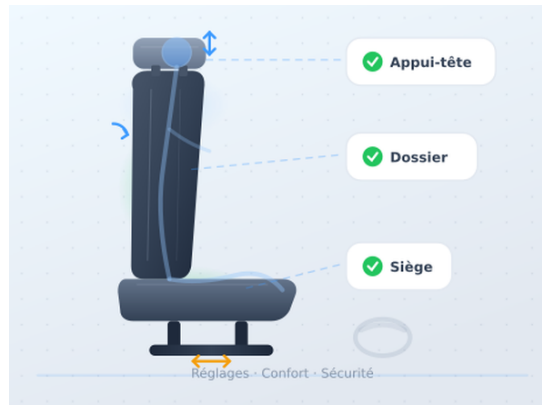 Appui-tête
Dossier
Siège
Réglages · Confort · Sécurité